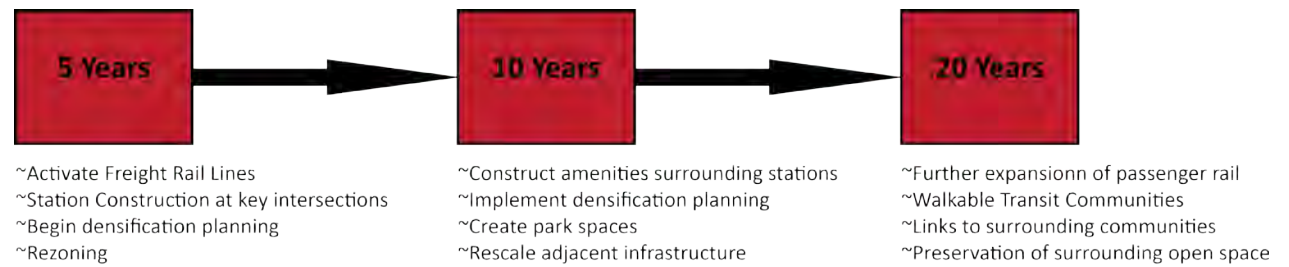 5 Years
~Activate Freight Rail Lines
~Station Construction at key intersections
~Begin densification planning
~Rezoning
10 Years
~Construct amenities surrounding stations
~Implement densification planning
~Create park spaces
~Rescale adjacent infrastructure
20 Years
~Further expansionn of passenger rail
~Walkable Transit Communities
~Links to surrounding communities
~Preservation of surrounding open space